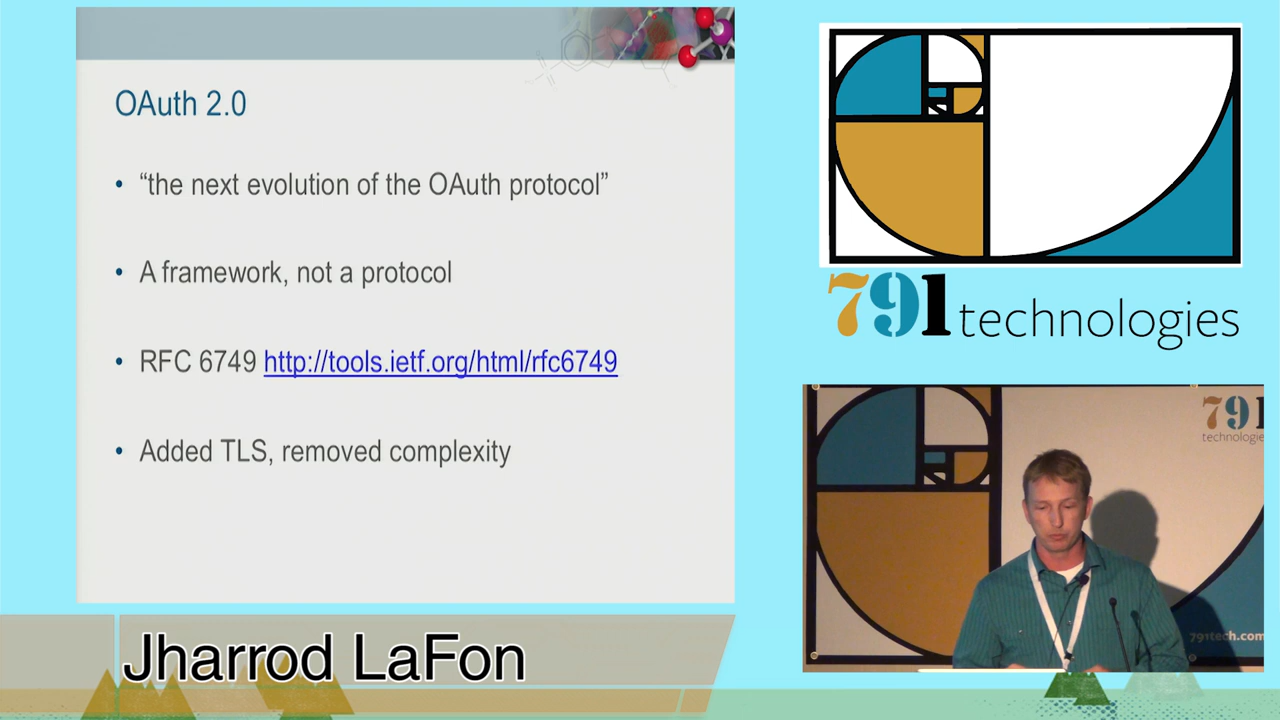 OAuth 2.0
• “the next evolution of the OAuth protocol”
• A framework, not a protocol
• RFC 6749 http://tools.ietf.org/html/rfc6749
• Added TLS, removed complexity
Jharrod LaFon
791 technologies
791
technologie
791tech.com